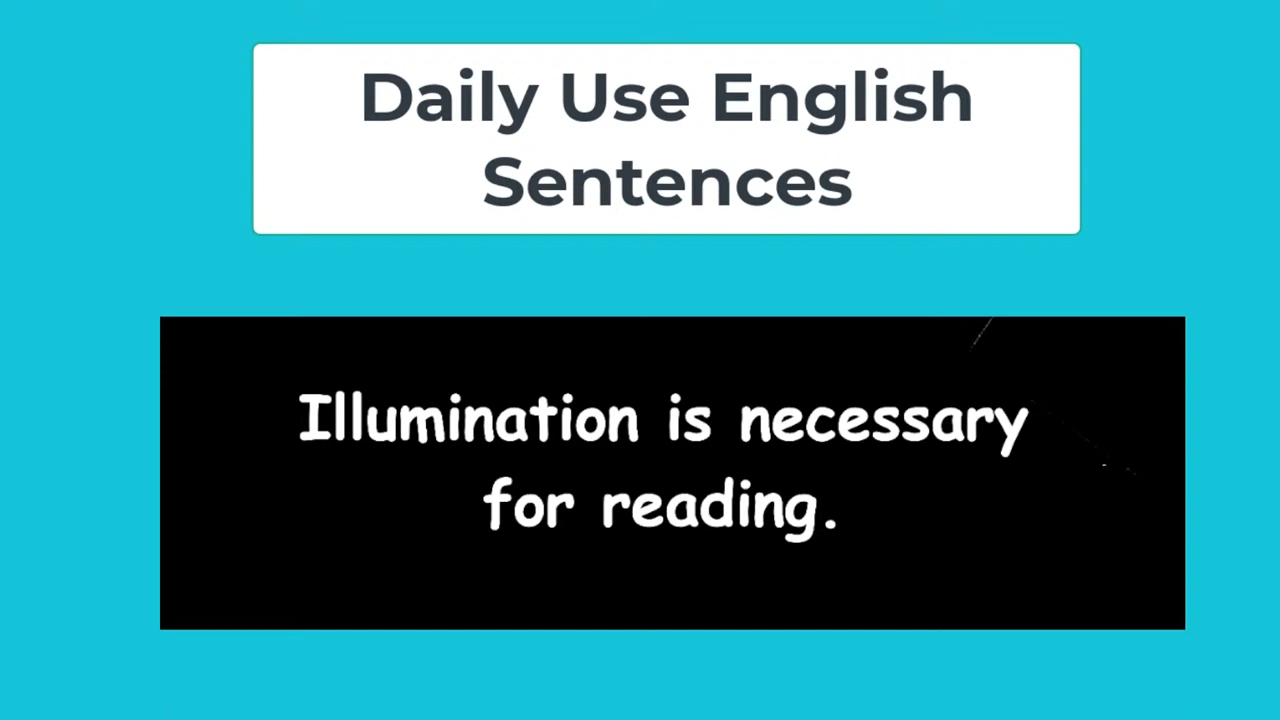 Daily Use English
Sentences
Illumination is necessary
for reading.